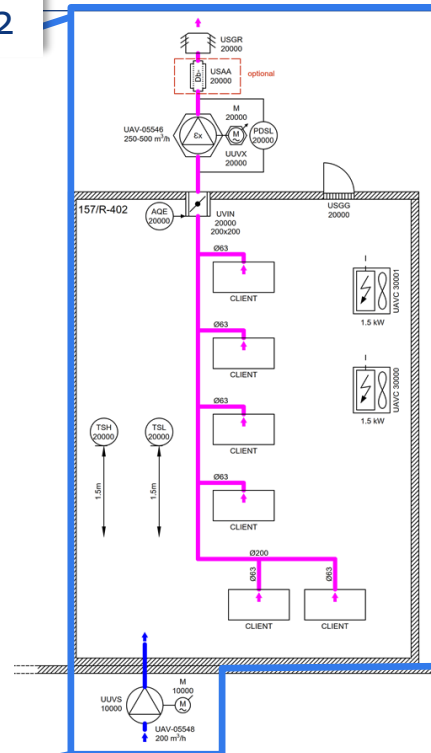 2
USGR
20000
Db-
USAA
20000
optional
M
20000
UAV-05546
250-500 m³/h
Ex
M
PDSL
20000
UUVX
20000
157/R-402
AQE
20000
UVIN
20000
200x200
USGG
20000
Ø63
CLIENT
I
UAVC 30001
1.5 kW
Ø63
CLIENT
I
UAVC 30000
1.5 kW
Ø63
CLIENT
TSH
20000
TSL
20000
1.5m
1.5m
Ø63
CLIENT
Ø200
Ø63
Ø63
CLIENT
CLIENT
UUVS
10000
M
10000
M
UAV-05548
200 m³/h